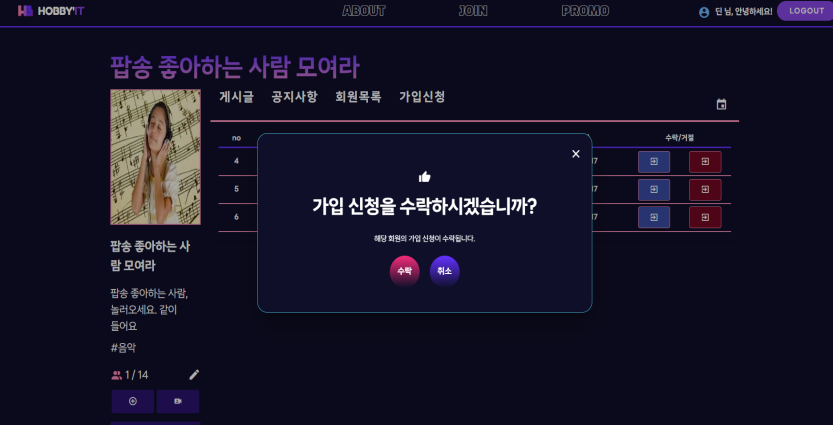 HOBBY'IT
ABOUT
JOIN
PROMO
딘 님, 안녕하세요!
LOGOUT
팝송 좋아하는 사람 모여라
게시글
공지사항
회원목록
가입신청
no
수락/거절
4
17
5
17
6
17
가입 신청을 수락하시겠습니까?
해당 회원의 가입 신청이 수락됩니다.
수락
취소
팝송 좋아하는 사
람 모여라
팝송 좋아하는 사람,
놀러오세요. 같이
들어요
#음악
1 / 14